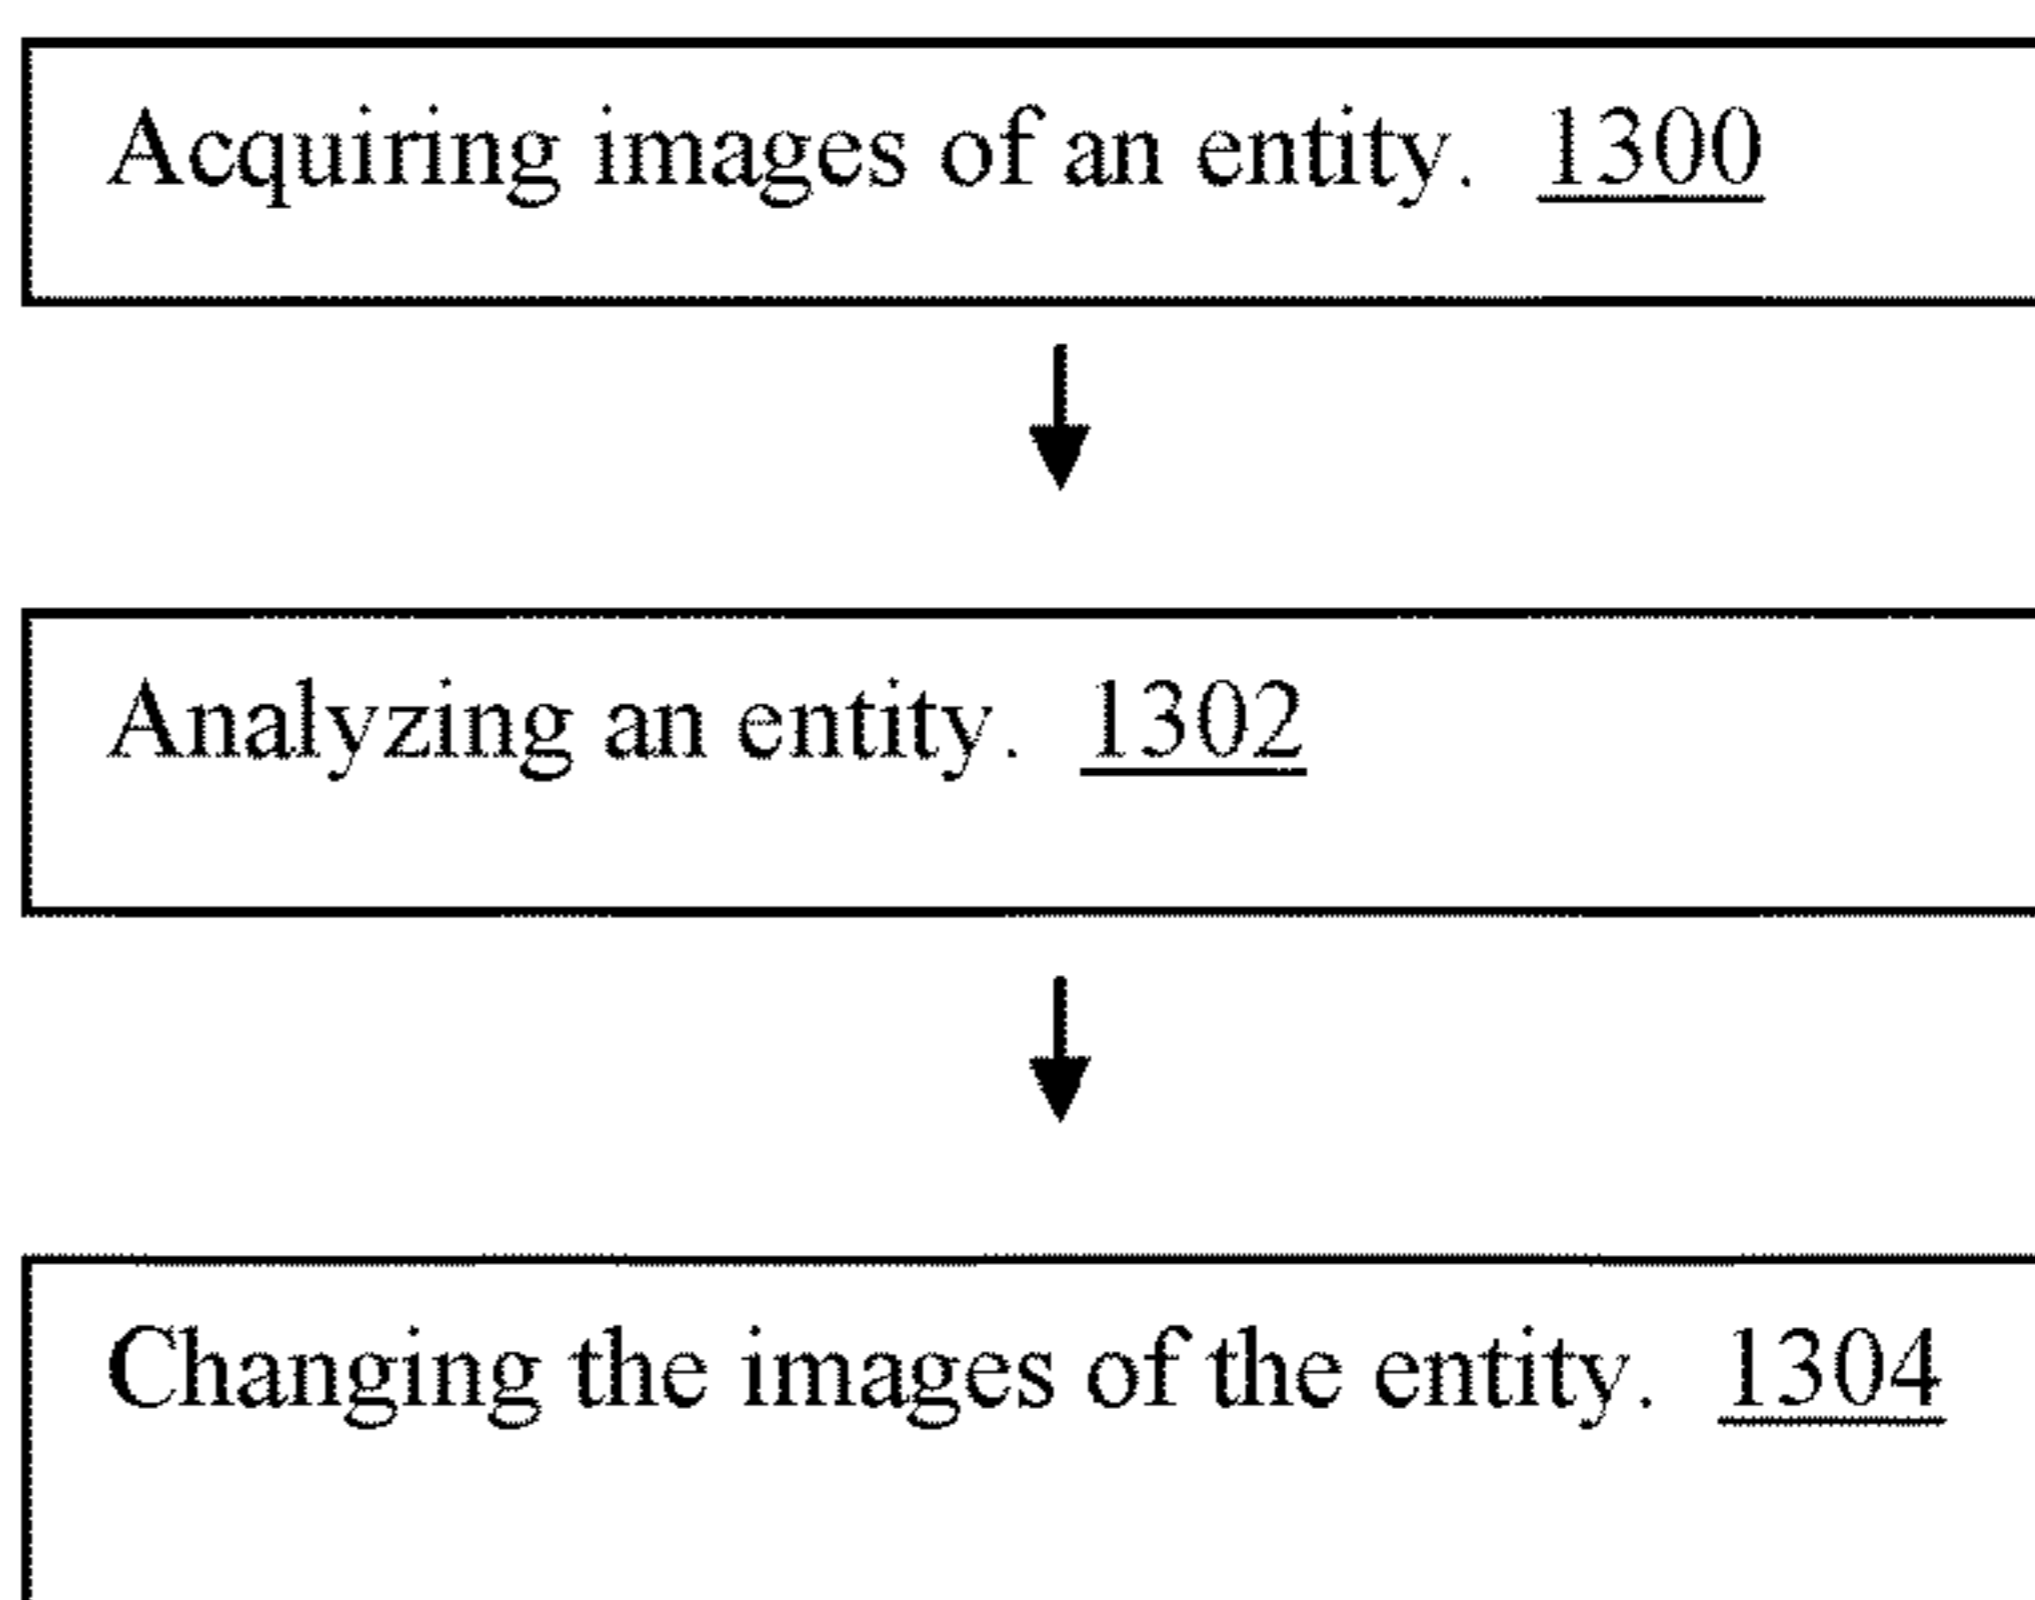 Acquiring images of an entity. 1300
Analyzing an entity. 1302
Changing the images of the entity. 1304